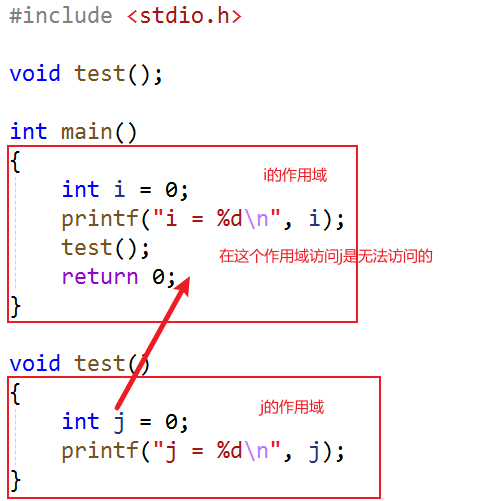 #include <stdio.h>
void test();
int main()
{
i的作用域
int i = 0;
printf("i = %d\n", i);
test();
在这个作用域访问j是无法访问的
return 0;
}
void test()
{
j的作用域
int j = 0;
printf("j = %d\n", j);
}